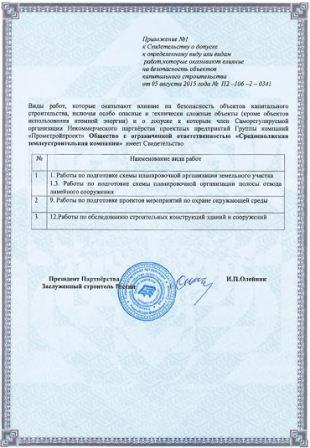 Приложение №1
к Свидетельству о допуске
к определенному виду или видам
работ,которые оказывают влияние
на безопасность объектов
капитального строительства
от 05 августа 2015 года № П2 –106 –2 – 0341
Виды работ, которые оказывают влияние на безопасность объектов капитального
строительства, включая особо опасные и технически сложные объекты (кроме объектов
использования атомной энергии) и о допуске к которым член Саморегулируемой
организации Некоммерческого партнёрства проектных предприятий Группы компаний
«Промстройпроект» Общество с ограниченной ответственностью «Средневолжская
землеустроительная компания» имеет Свидетельство
№ Наименование вида работ
1 1. Работы по подготовке схемы планировочной организации земельного участка
1.3. Работы по подготовке схемы планировочной организации полосы отвода
линейного сооружения
2 9. Работы по подготовке проектов мероприятий по охране окружающей среды
3 12.Работы по обследованию строительных конструкций зданий и сооружений
Президент Партнёрства И.П.Олейник
Заслуженный строитель России